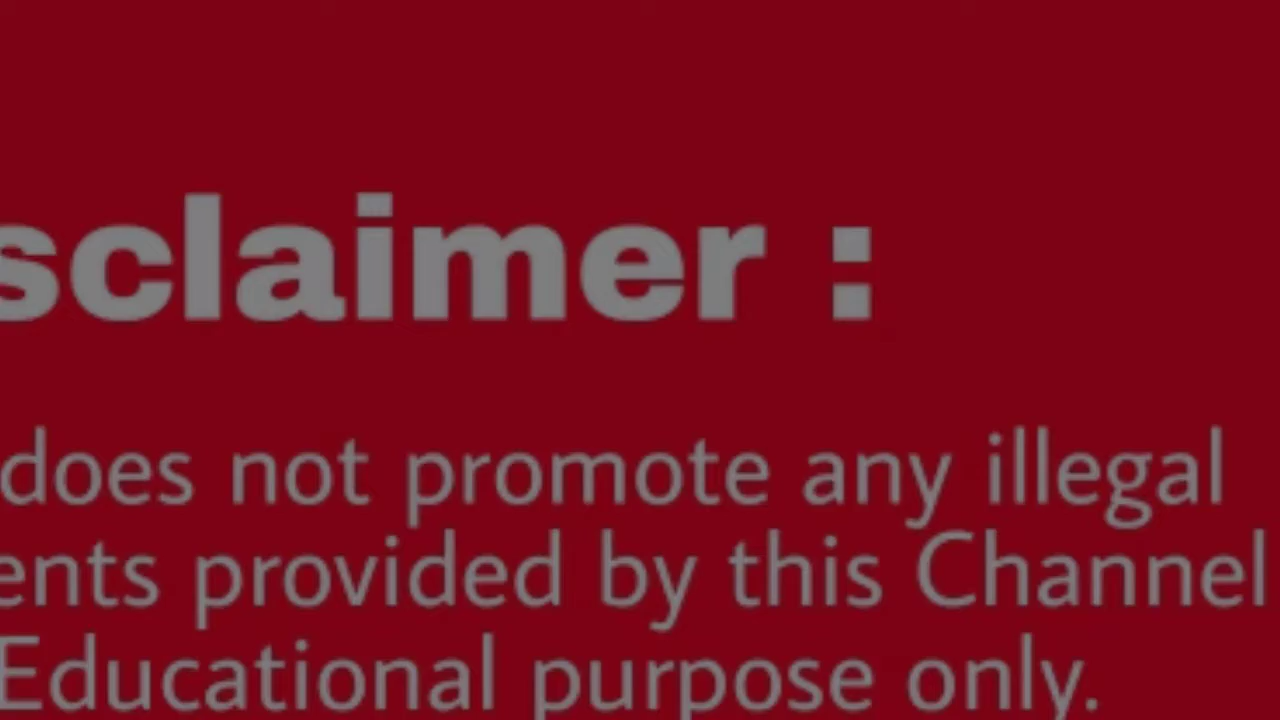 sclaimer :
does not promote any illegal
ents provided by this Channel
Educational purpose only.